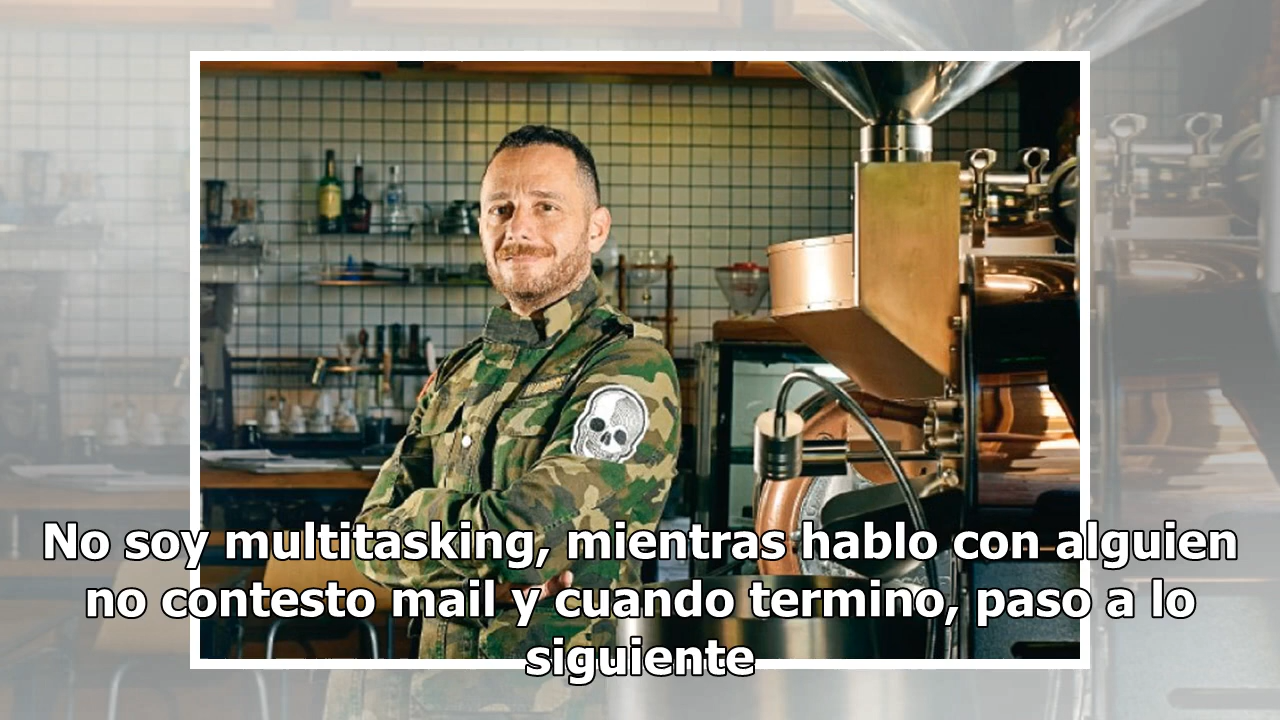 No soy multitasking, mientras hablo con alguien
no contesto mail y cuando termino, paso a lo
siguiente